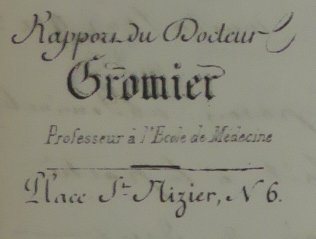 Rapport du Docteur
Gromier
Professeur à l'Ecole de Médecine
Place St. Nizier, N 6.